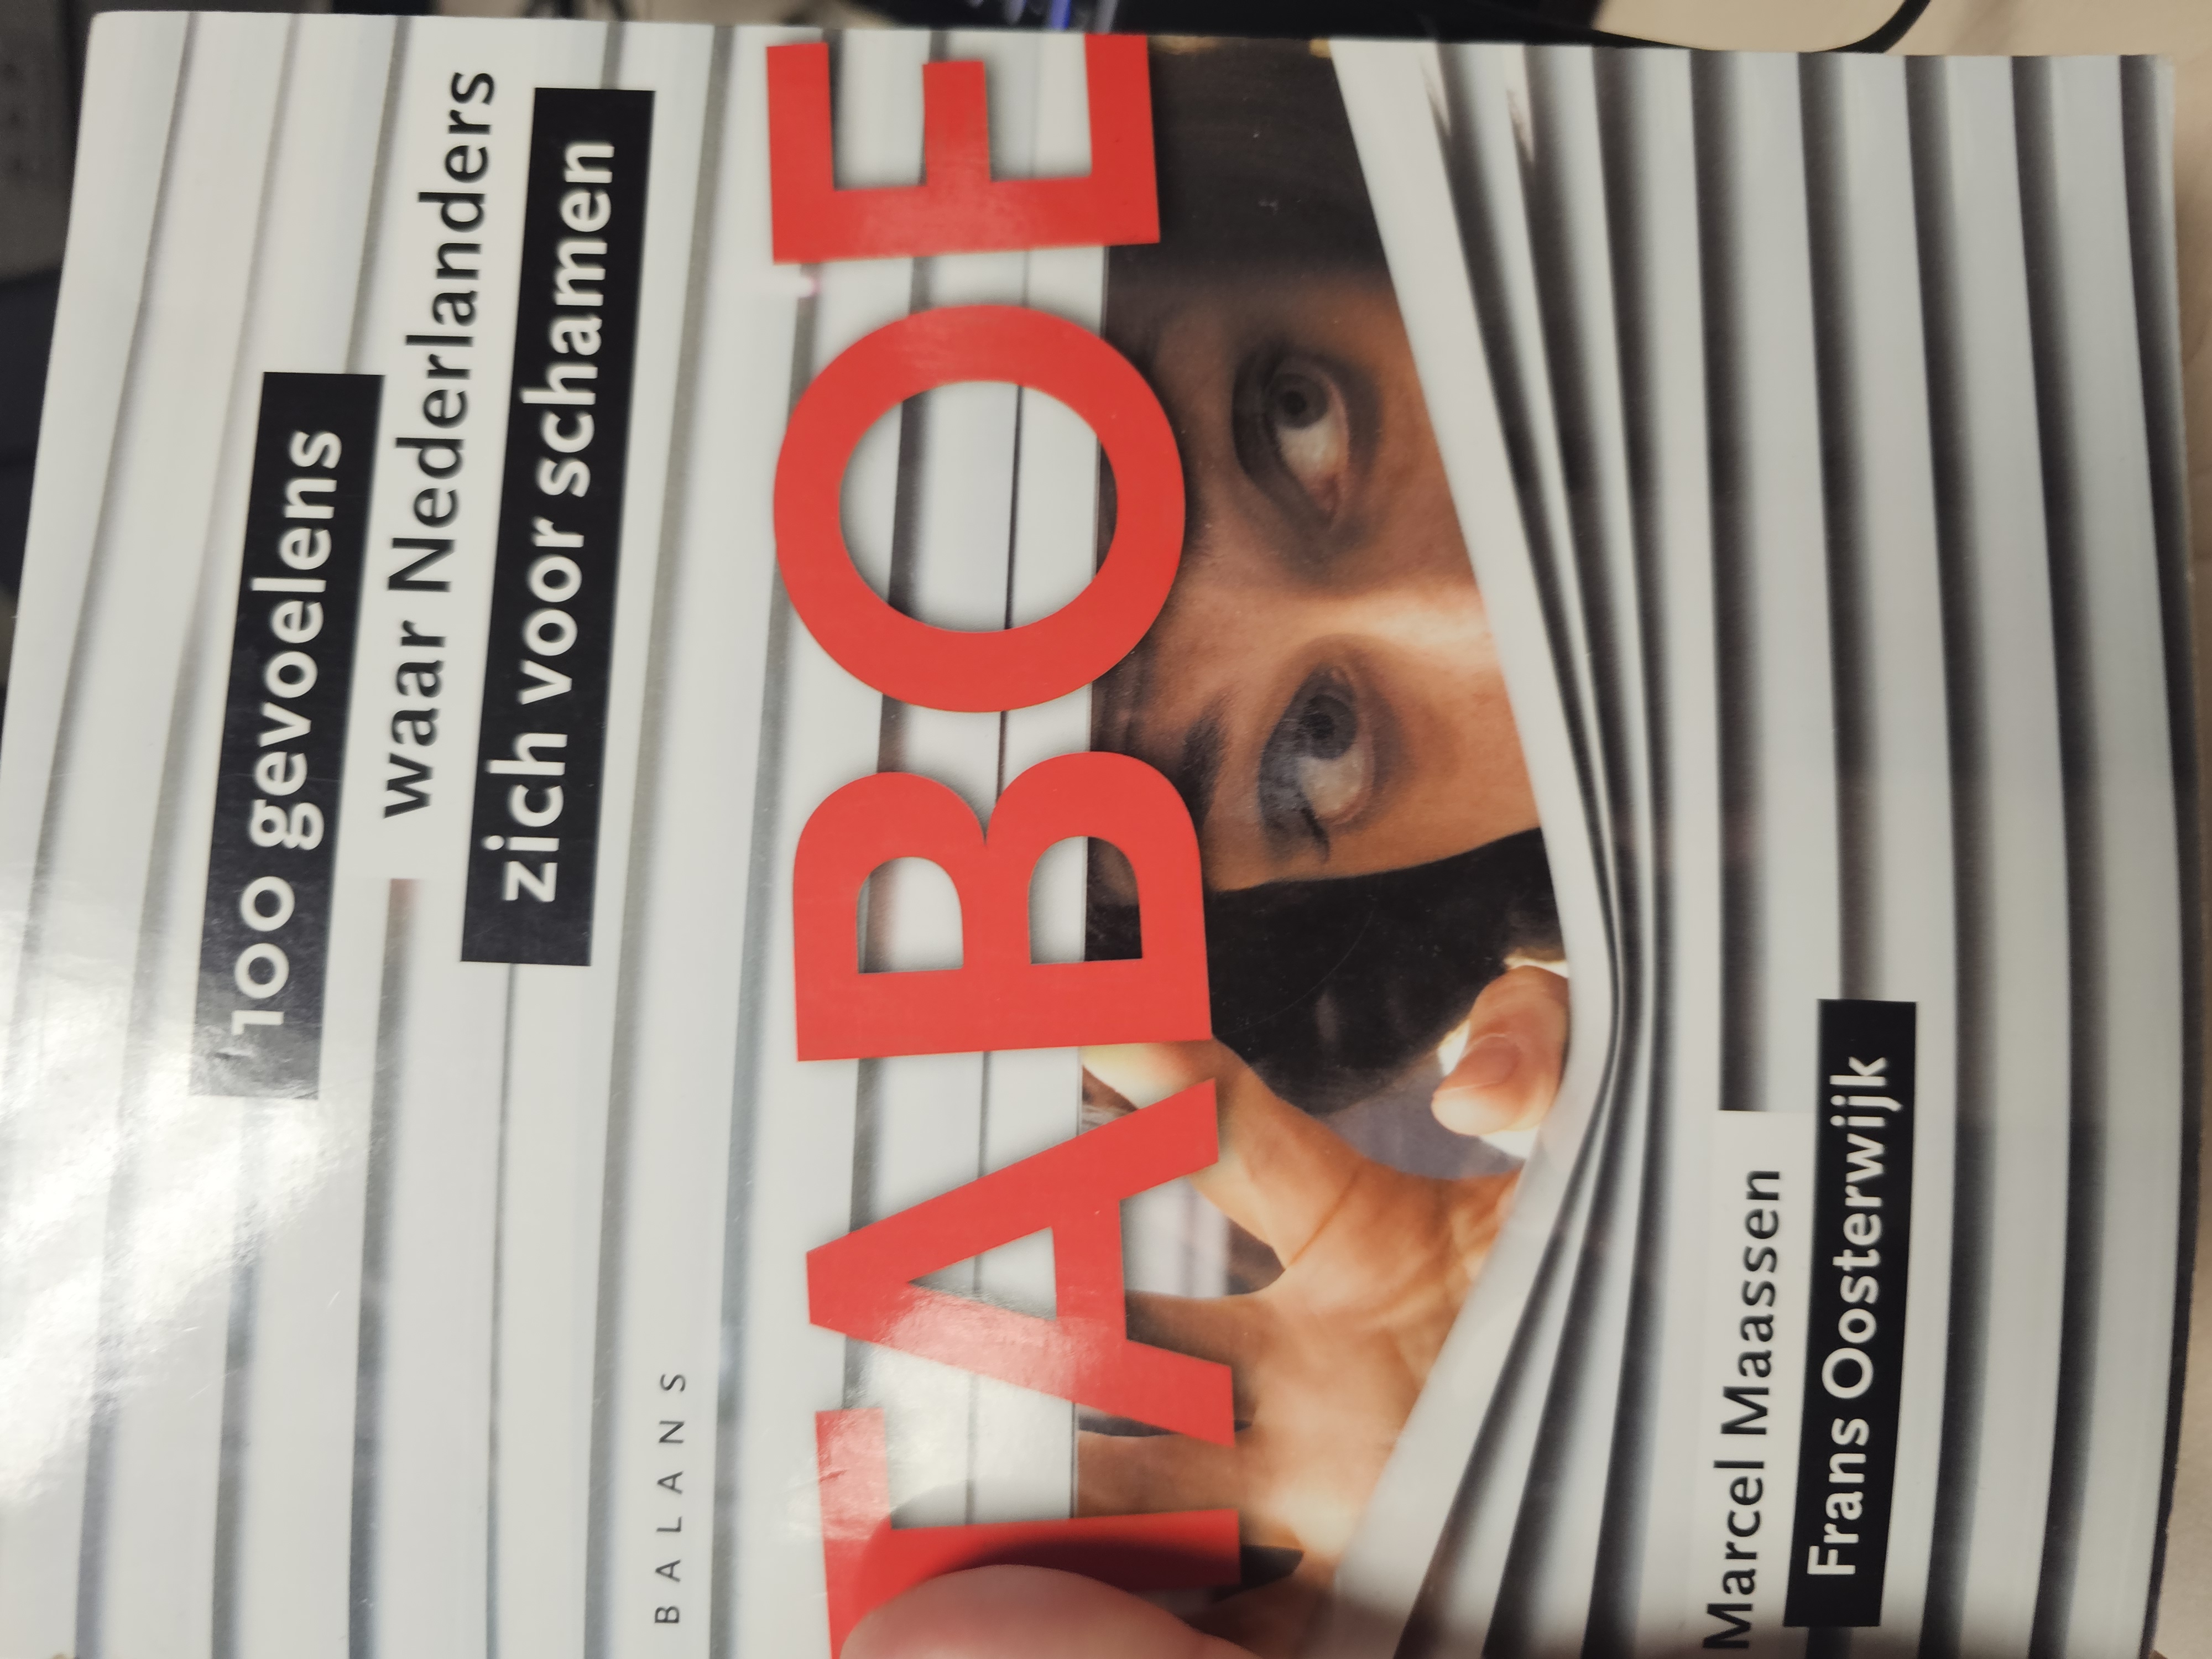 100 gevoelens
waar Nederlanders
zich voor schamen
BALANS
TABOE
Marcel Maassen
Frans Oosterwijk